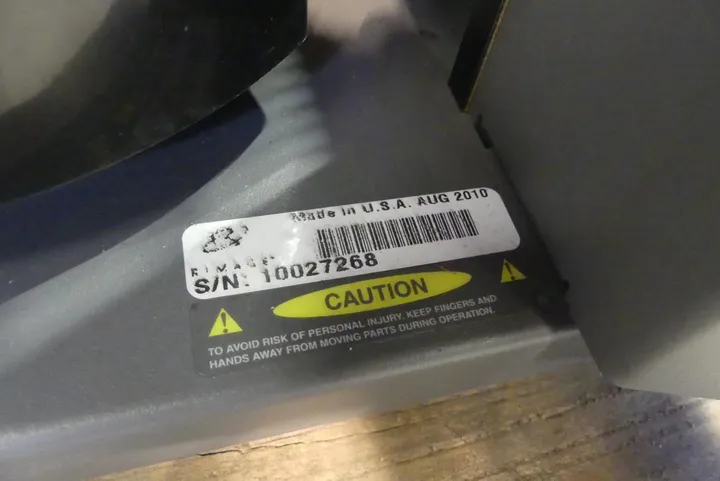 Made in U.S.A. AUG 2010
RIMAGE
S/N: 10027268
CAUTION
TO AVOID RISK OF PERSONAL INJURY, KEEP FINGERS AND
HANDS AWAY FROM MOVING PARTS DURING OPERATION.